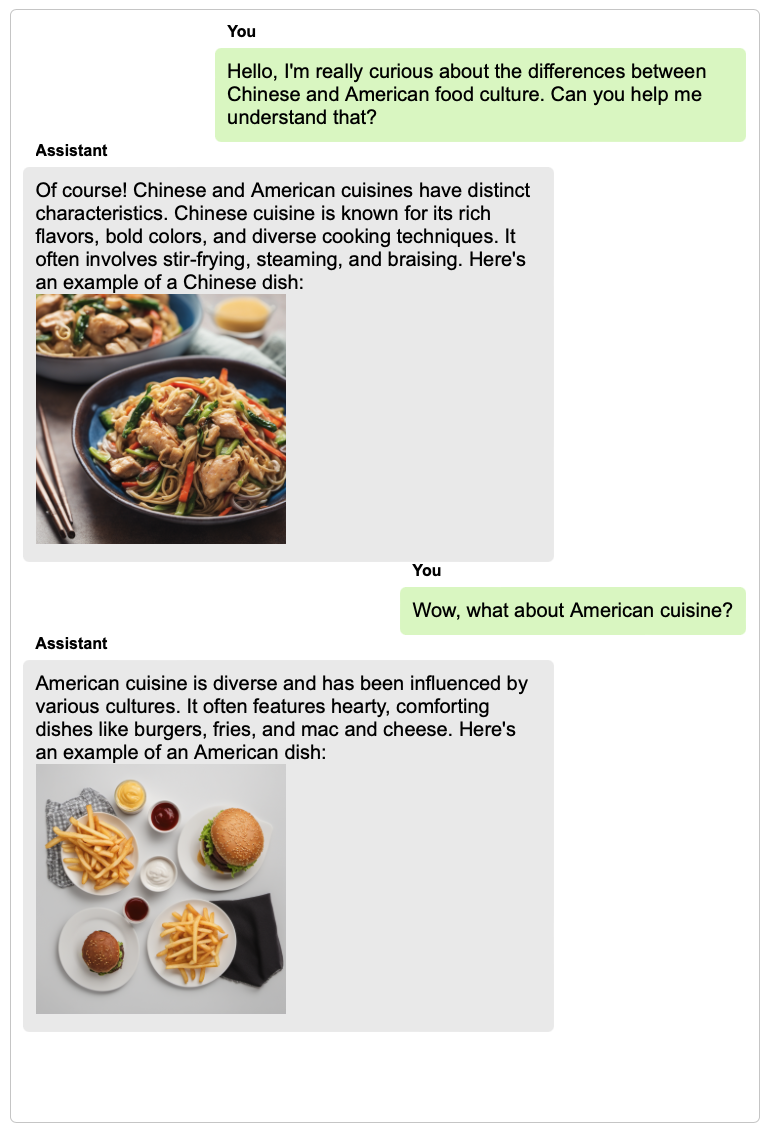 You
Hello, I'm really curious about the differences between
Chinese and American food culture. Can you help me
understand that?
Assistant
Of course! Chinese and American cuisines have distinct
characteristics. Chinese cuisine is known for its rich
flavors, bold colors, and diverse cooking techniques. It
often involves stir-frying, steaming, and braising. Here's
an example of a Chinese dish:
You
Wow, what about American cuisine?
Assistant
American cuisine is diverse and has been influenced by
various cultures. It often features hearty, comforting
dishes like burgers, fries, and mac and cheese. Here's
an example of an American dish: